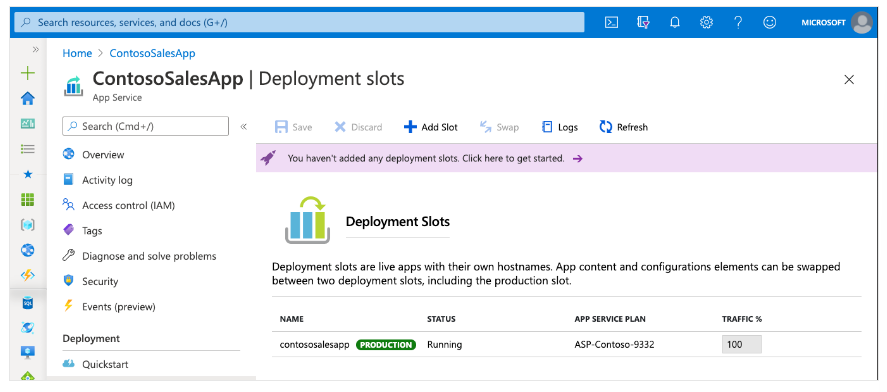 Search resources, services, and docs (G+/)
MICROSOFT
Home > ContosoSalesApp
ContosoSalesApp | Deployment slots
App Service
Search (Cmd+/)
Save Discard Add Slot Swap Logs Refresh
You haven't added any deployment slots. Click here to get started. →
Overview
Activity log
Access control (IAM)
Tags
Diagnose and solve problems
Security
Events (preview)
Deployment
Quickstart
Deployment Slots
Deployment slots are live apps with their own hostnames. App content and configurations elements can be swapped
between two deployment slots, including the production slot.
NAME STATUS APP SERVICE PLAN TRAFFIC %
contososalesapp PRODUCTION Running ASP-Contoso-9332 100
SQL